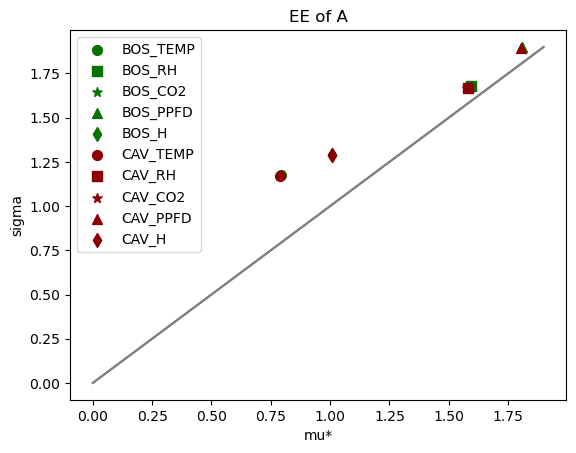 EE of A
BOS_TEMP
BOS_RH
BOS_CO2
BOS_PPFD
BOS_H
CAV_TEMP
CAV_RH
CAV_CO2
CAV_PPFD
CAV_H
sigma
1.75
1.50
1.25
1.00
0.75
0.50
0.25
0.00
0.00 0.25 0.50 0.75 1.00 1.25 1.50 1.75
mu*